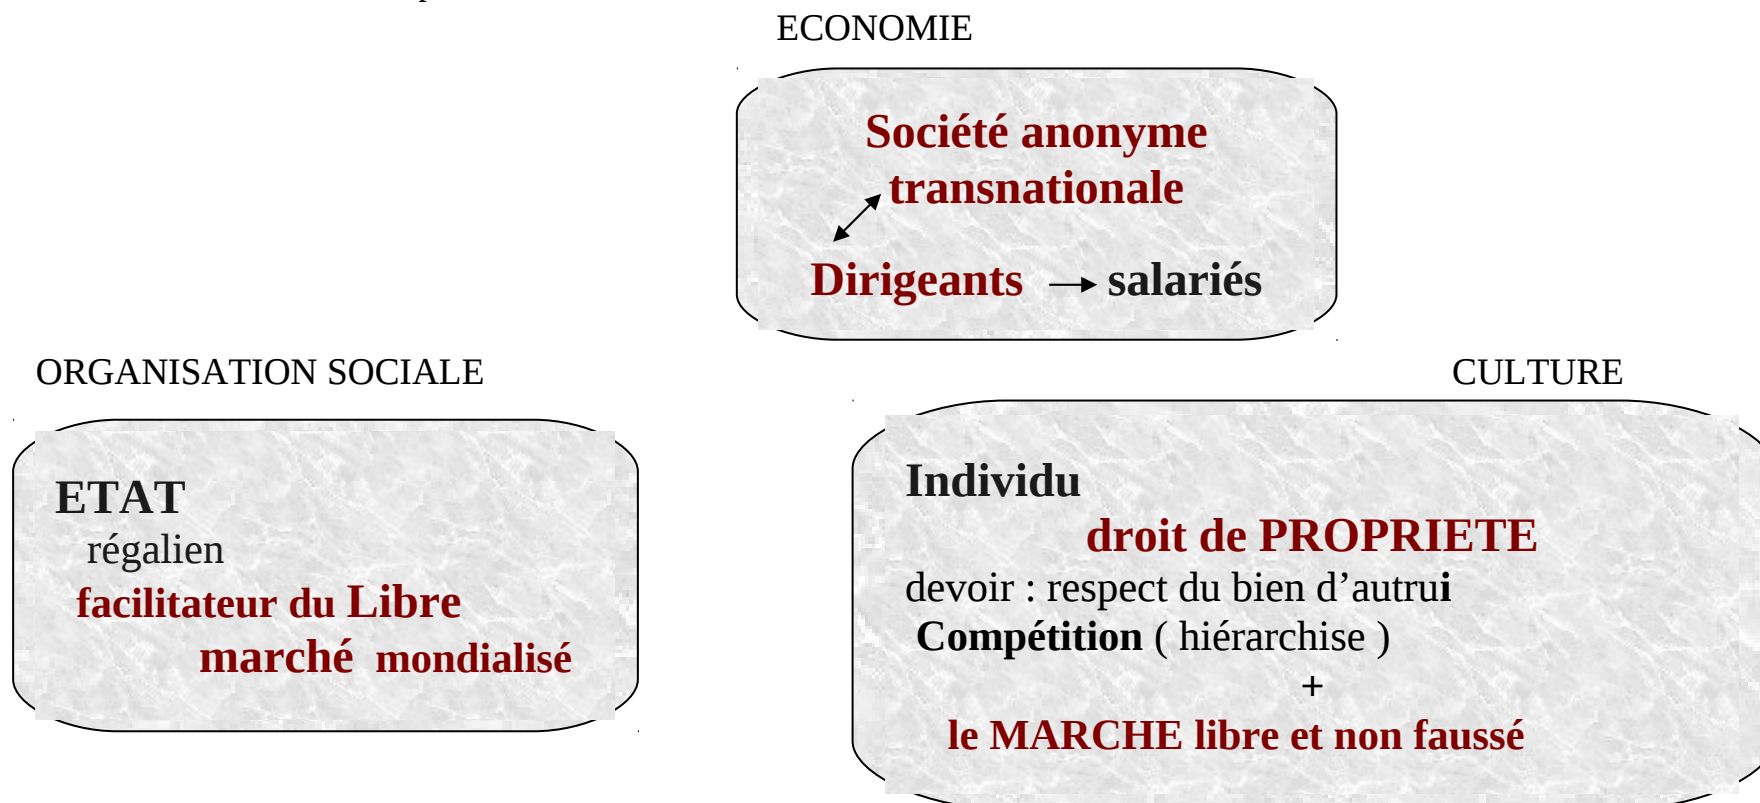 ECONOMIE
Société anonyme
transnationale
Dirigeants salariés
ORGANISATION SOCIALE
CULTURE
ETAT
régalien
facilitateur du Libre
marché mondialisé
Individu
droit de PROPRIETE
devoir : respect du bien d’autrui
Compétition ( hiérarchise )
+
le MARCHE libre et non faussé